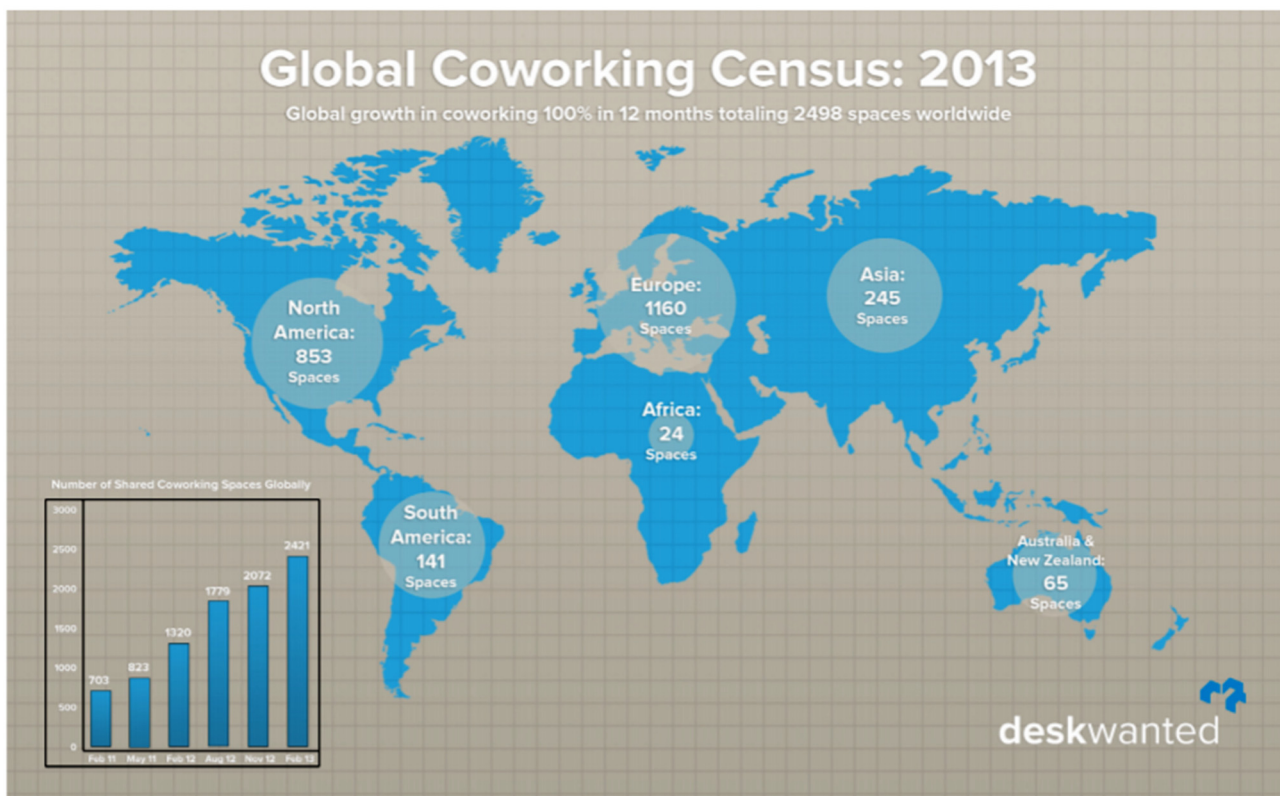 Global Coworking Census: 2013
Global growth in coworking 100% in 12 months totaling 2498 spaces worldwide
North
America:
853
Spaces
Europe:
1160
Spaces
Asia:
245
Spaces
Africa:
24
Spaces
South
America:
141
Spaces
Australia &
New Zealand:
65
Spaces
Number of Shared Coworking Spaces Globally
3000
2500
2000
1500
1000
500
0
703
823
1320
1779
2072
2421
Feb 11 May 11 Feb 12 Aug 12 Nov 12 Feb 13
deskwanted